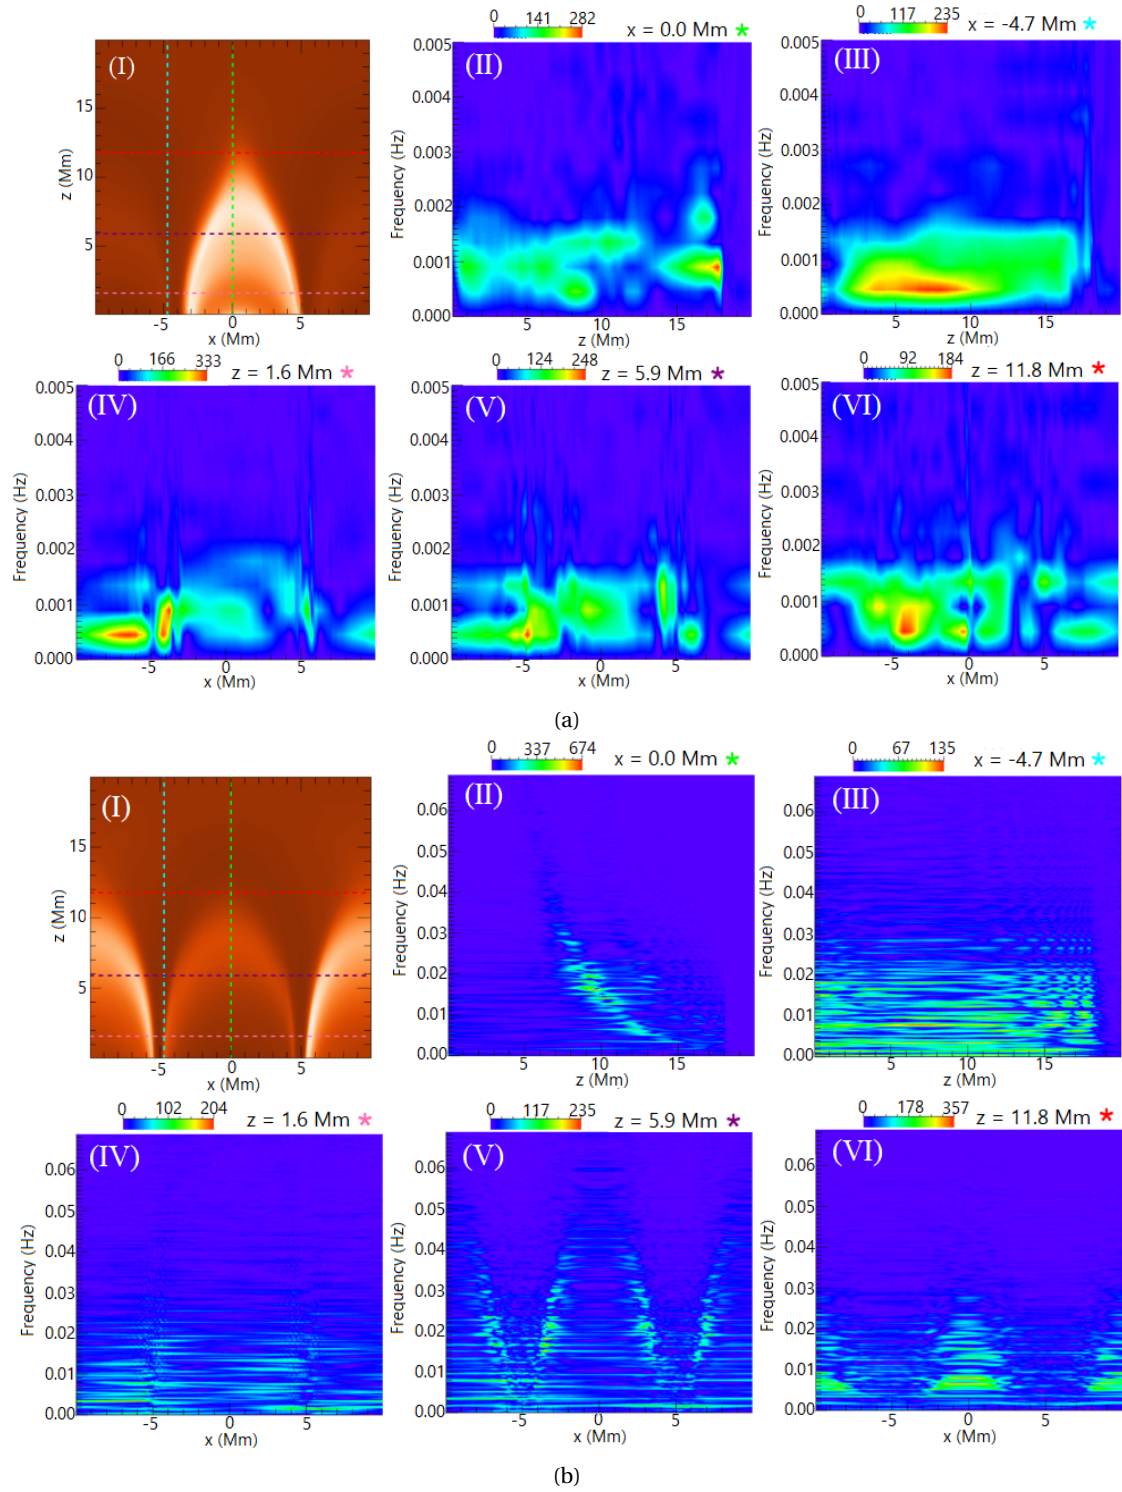 0 141 282 x = 0.0 Mm *
0 117 235 x = -4.7 Mm *
(I)
z (Mm)
15
10
5
-5 0 5
x (Mm)
(II)
Frequency (Hz)
0.005
0.004
0.003
0.002
0.001
0.000
5 10 15
z (Mm)
(III)
Frequency (Hz)
0.005
0.004
0.003
0.002
0.001
0.000
5 10 15
z (Mm)
0 166 333 z = 1.6 Mm *
(IV)
Frequency (Hz)
0.005
0.004
0.003
0.002
0.001
0.000
-5 0 5
x (Mm)
0 124 248 z = 5.9 Mm *
(V)
Frequency (Hz)
0.005
0.004
0.003
0.002
0.001
0.000
-5 0 5
x (Mm)
0 92 184 z = 11.8 Mm *
(VI)
Frequency (Hz)
0.005
0.004
0.003
0.002
0.001
0.000
-5 0 5
x (Mm)
(a)
(I)
z (Mm)
15
10
5
-5 0 5
x (Mm)
0 337 674 x = 0.0 Mm *
(II)
Frequency (Hz)
0.06
0.05
0.04
0.03
0.02
0.01
0.00
5 10 15
z (Mm)
0 67 135 x = -4.7 Mm *
(III)
Frequency (Hz)
0.06
0.05
0.04
0.03
0.02
0.01
0.00
5 10 15
z (Mm)
0 102 204 z = 1.6 Mm *
(IV)
Frequency (Hz)
0.06
0.05
0.04
0.03
0.02
0.01
0.00
-5 0 5
x (Mm)
0 117 235 z = 5.9 Mm *
(V)
Frequency (Hz)
0.06
0.05
0.04
0.03
0.02
0.01
0.00
-5 0 5
x (Mm)
0 178 357 z = 11.8 Mm *
(VI)
Frequency (Hz)
0.06
0.05
0.04
0.03
0.02
0.01
0.00
-5 0 5
x (Mm)
(b)